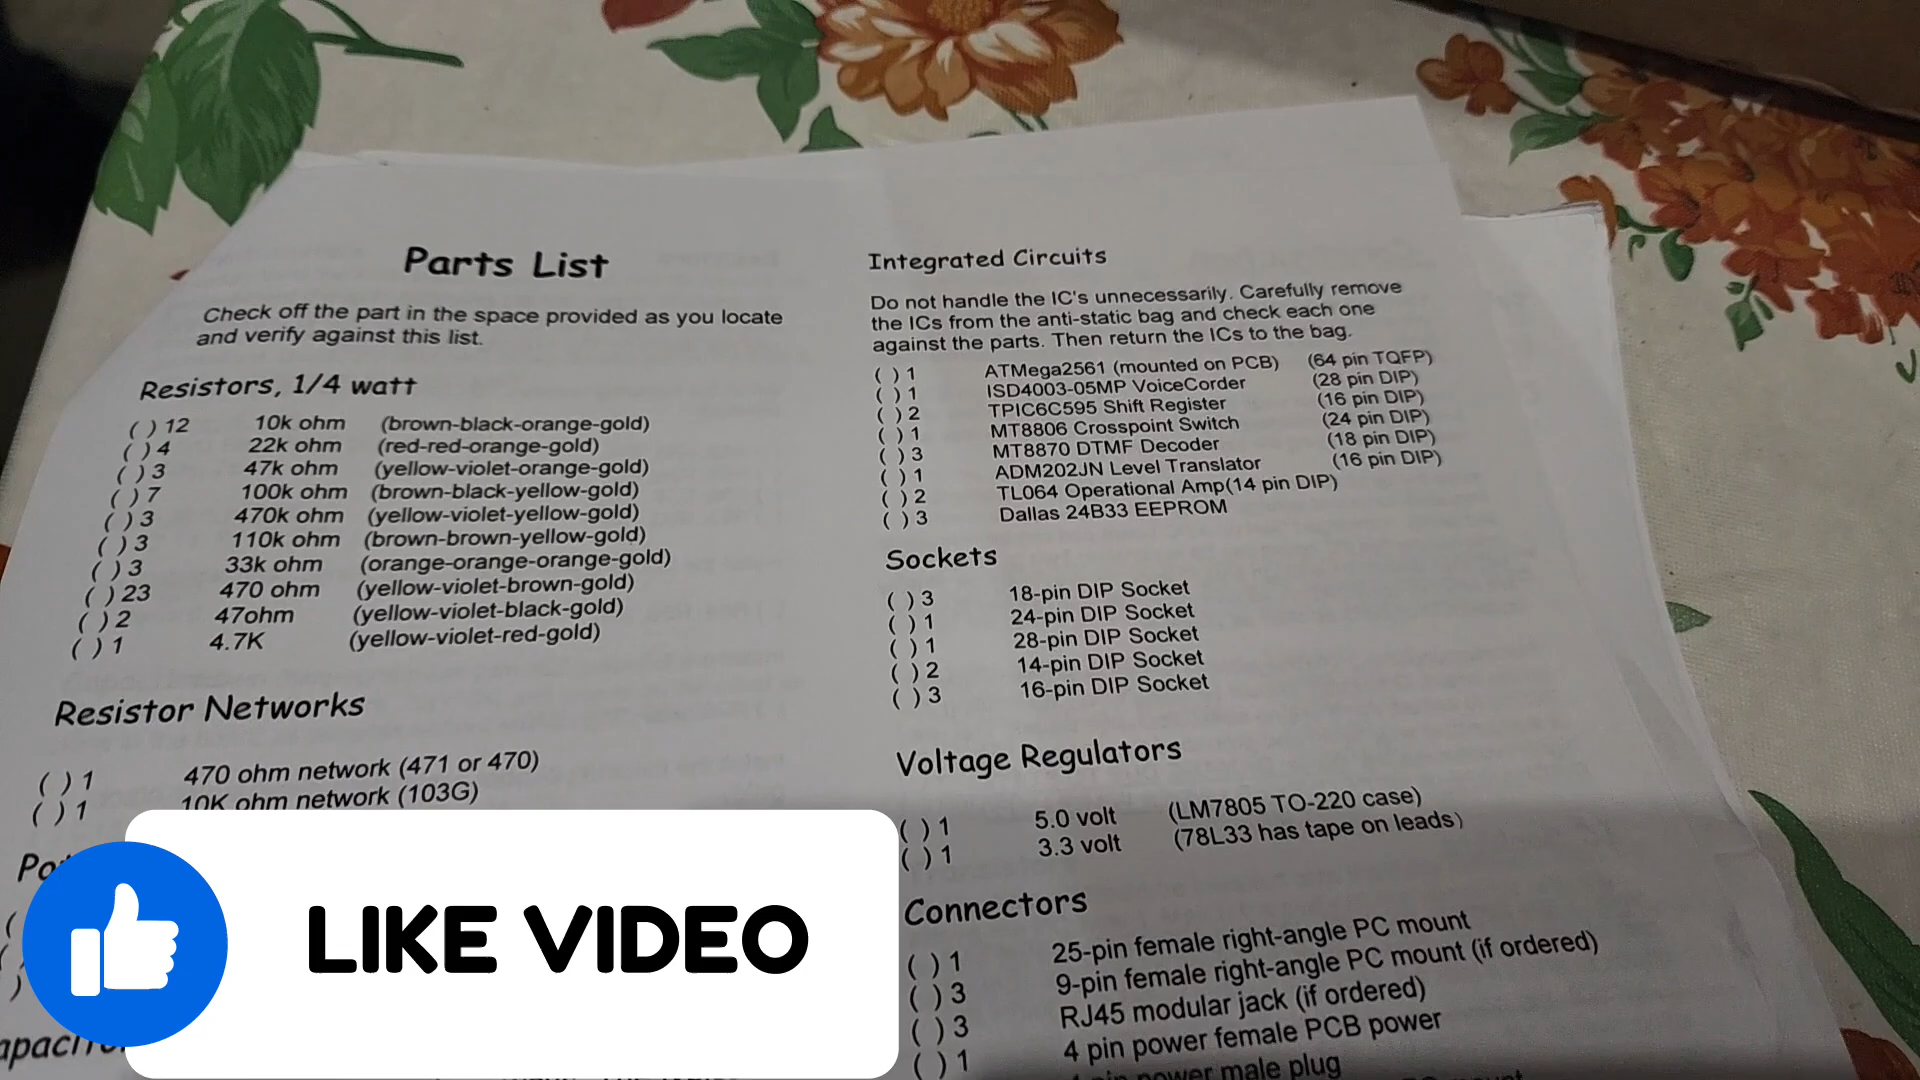 Parts List
Check off the part in the space provided as you locate
and verify against this list.
Resistors, 1/4 watt
( ) 12 10k ohm (brown-black-orange-gold)
( ) 4 22k ohm (red-red-orange-gold)
( ) 3 47k ohm (yellow-violet-orange-gold)
( ) 7 100k ohm (brown-black-yellow-gold)
( ) 3 470k ohm (yellow-violet-yellow-gold)
( ) 3 110k ohm (brown-brown-yellow-gold)
( ) 3 33k ohm (orange-orange-orange-gold)
( ) 23 470 ohm (yellow-violet-brown-gold)
( ) 2 47ohm (yellow-violet-black-gold)
( ) 1 4.7K (yellow-violet-red-gold)
Resistor Networks
( ) 1 470 ohm network (471 or 470)
( ) 1 10K ohm network (103G)
Integrated Circuits
Do not handle the IC's unnecessarily. Carefully remove
the ICs from the anti-static bag and check each one
against the parts. Then return the ICs to the bag.
( ) 1 ATMega2561 (mounted on PCB) (64 pin TQFP)
( ) 1 ISD4003-05MP VoiceCorder (28 pin DIP)
( ) 2 TPIC6C595 Shift Register (16 pin DIP)
( ) 1 MT8806 Crosspoint Switch (24 pin DIP)
( ) 3 MT8870 DTMF Decoder (18 pin DIP)
( ) 1 ADM202JN Level Translator (16 pin DIP)
( ) 2 TL064 Operational Amp(14 pin DIP)
( ) 3 Dallas 24B33 EEPROM
Sockets
( ) 3 18-pin DIP Socket
( ) 1 24-pin DIP Socket
( ) 1 28-pin DIP Socket
( ) 2 14-pin DIP Socket
( ) 3 16-pin DIP Socket
Voltage Regulators
( ) 1 5.0 volt (LM7805 TO-220 case)
( ) 1 3.3 volt (78L33 has tape on leads)
Connectors
( ) 1 25-pin female right-angle PC mount
( ) 3 9-pin female right-angle PC mount (if ordered)
( ) 3 RJ45 modular jack (if ordered)
( ) 1 4 pin power female PCB power
pin power male plug
LIKE VIDEO